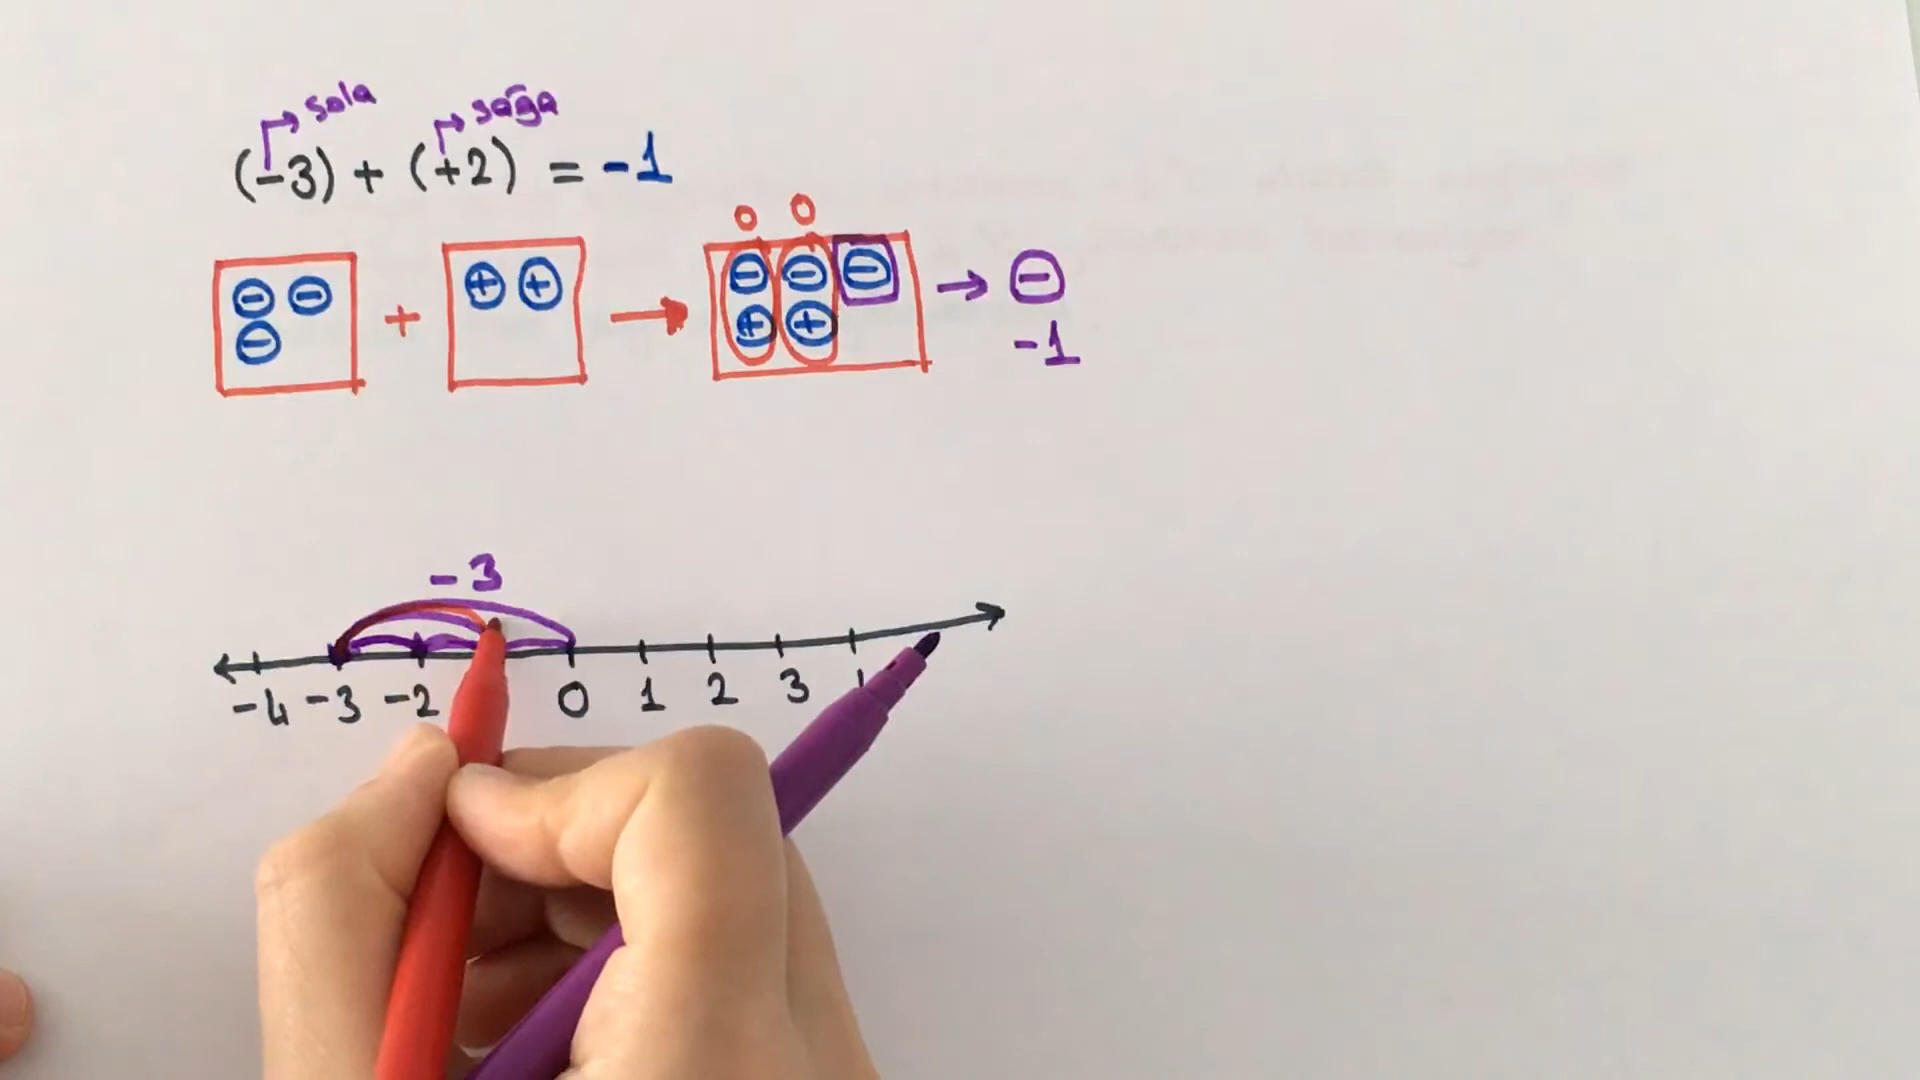 sola sağa
(-3) + (+2) = -1
0 0
- - + + + → - - - → -
- + + -1
-3
-4 -3 -2 0 1 2 3